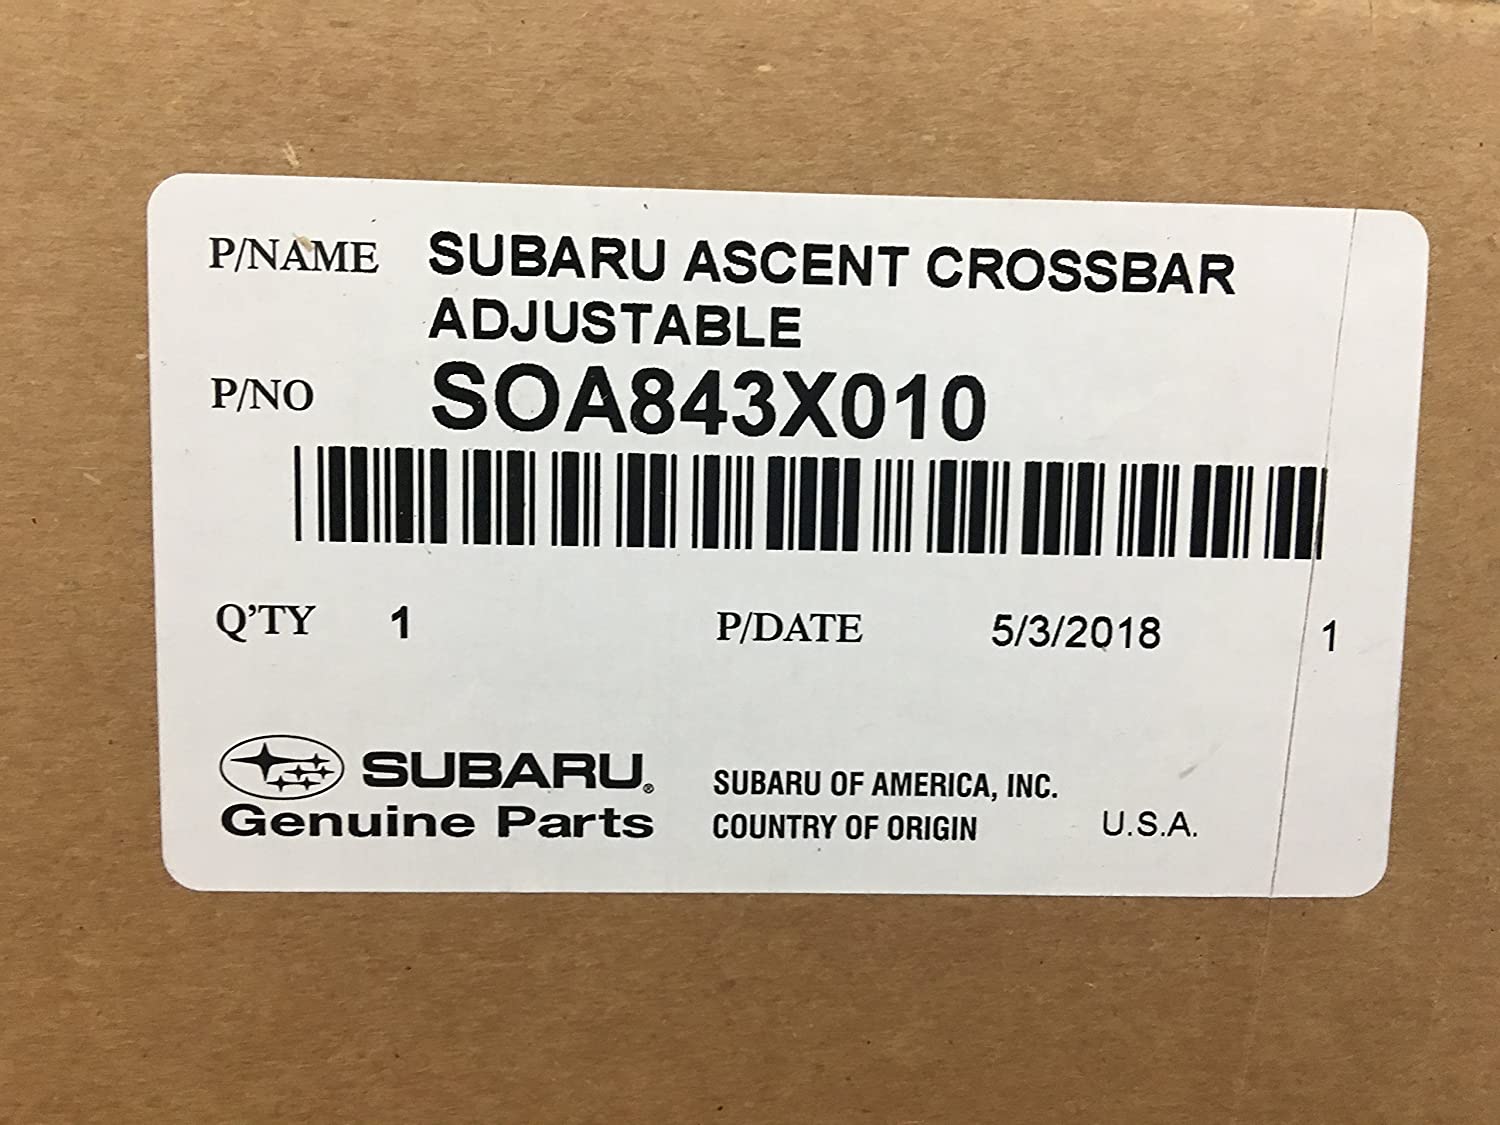 P/NAME SUBARU ASCENT CROSSBAR
ADJUSTABLE
P/NO SOA843X010
Q'TY 1 P/DATE 5/3/2018 1
SUBARU®
Genuine Parts
SUBARU OF AMERICA, INC.
COUNTRY OF ORIGIN U.S.A.